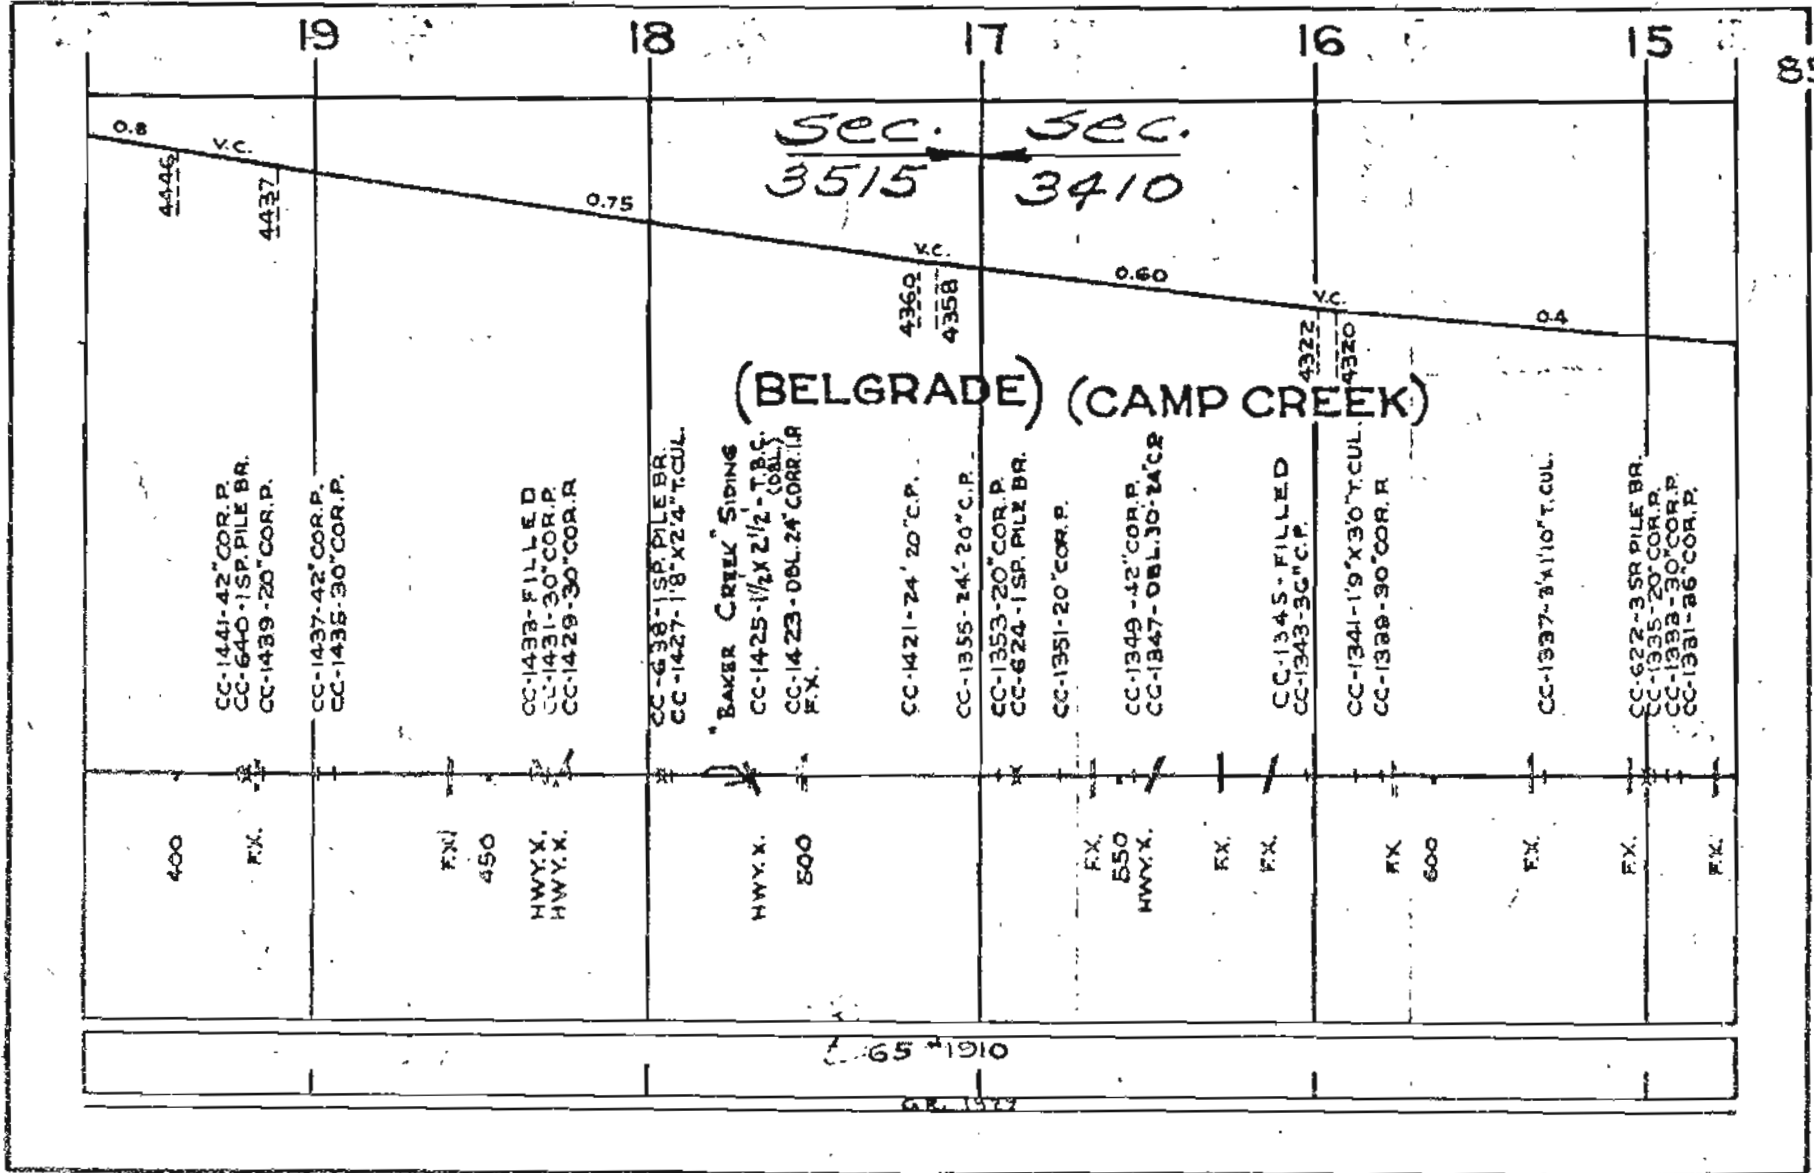 19
18
17
16
15
0.8
V.C.
4446
4437
0.75
Sec. 3515
Sec. 3410
V.C.
4360
4358
0.60
V.C.
4322
4320
0.4
(BELGRADE) (CAMP CREEK)
CC-1441-42"COR.P.
CC-640-1SP.PILE BR.
CC-1439-20"COR.P.
CC-1437-42"COR.P.
CC-1435-30"COR.P.
CC-1433-FILLED
CC-1431-30"COR.P.
CC-1429-30"COR.P.
CC-638-1SP.PILE BR.
CC-1427-1'8"X2'4"T.CUL.
"BAKER CREEK" SIDING
CC-1425-1½'X2½'-T.B.C.
(DBL)
CC-1423-DBL.24"CORR.I.P.
F.X.
CC-1421-24'20"C.P.
CC-1355-24'-20"C.P.
CC-1353-20"COR.P.
CC-624-1SP.PILE BR.
CC-1351-20"COR.P.
CC-1349-42"COR.P.
CC-1347-DBL.30'-24"C.P.
CC-1345-FILLED
CC-1343-36"C.P.
CC-1341-1'9"X3'0"T.CUL.
CC-1339-30"COR.P.
CC-1337-3'X1'10"T.CUL.
CC-622-3SP.PILE BR.
CC-1335-20"COR.P.
CC-1333-30"COR.P.
CC-1331-36"COR.P.
400
F.X.
F.X.
450
HWY.X.
HWY.X.
HWY.X.
500
F.X.
550
HWY.X.
F.X.
F.X.
F.X.
600
F.X.
F.X.
F.X.
65 1910